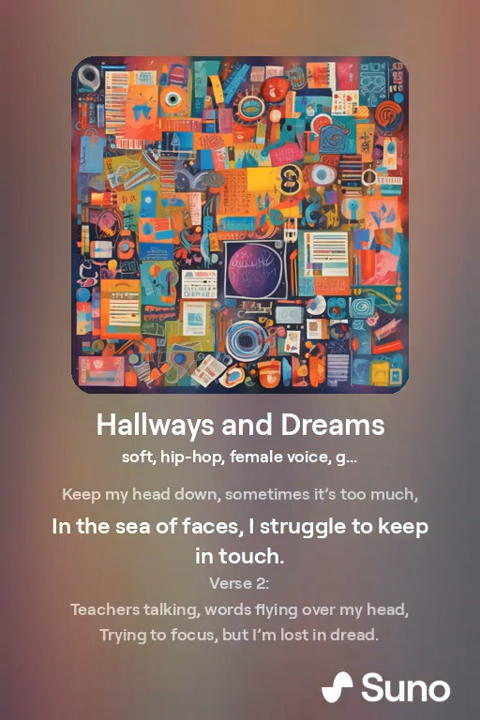 Hallways and Dreams
soft, hip-hop, female voice, g...
Keep my head down, sometimes it's too much,
In the sea of faces, I struggle to keep
in touch.
Verse 2:
Teachers talking, words flying over my head,
Trying to focus, but I'm lost in dread.
Suno